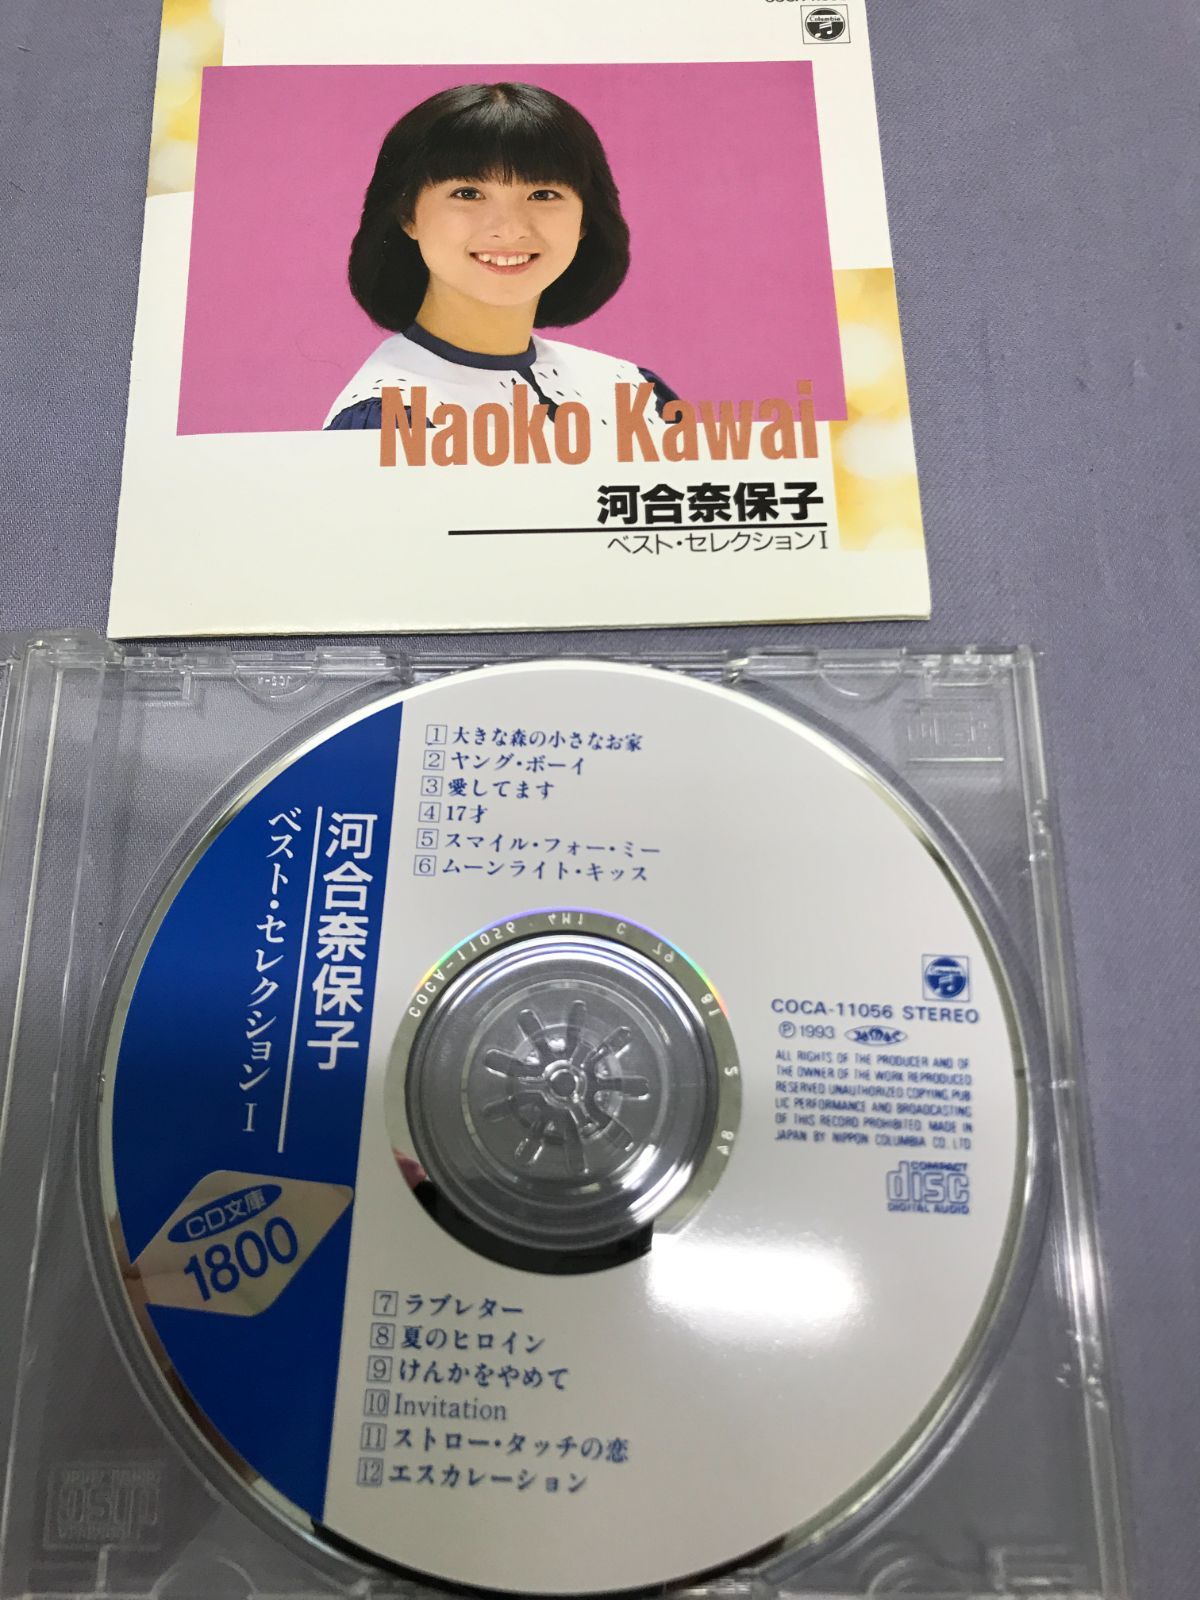 Columbia
Naoko Kawai
河合奈保子
ベスト・セレクションI
1 大きな森の小さなお家
2 ヤング・ボーイ
3 愛してます
4 17才
5 スマイル・フォー・ミー
6 ムーンライト・キッス
河合奈保子
ベスト・セレクション I
CD文庫
1800
COCA-11056
Columbia
COCA-11056 STEREO
Ⓟ1993
ALL RIGHTS OF THE PRODUCER AND OF
THE OWNER OF THE WORK REPRODUCED
RESERVED UNAUTHORIZED COPYING, PUB
LIC PERFORMANCE AND BROADCASTING
OF THIS RECORD PROHIBITED. MADE IN
JAPAN BY NIPPON COLUMBIA CO. LTD.
COMPACT
disc
DIGITAL AUDIO
7 ラブレター
8 夏のヒロイン
9 けんかをやめて
10 Invitation
11 ストロー・タッチの恋
12 エスカレーション